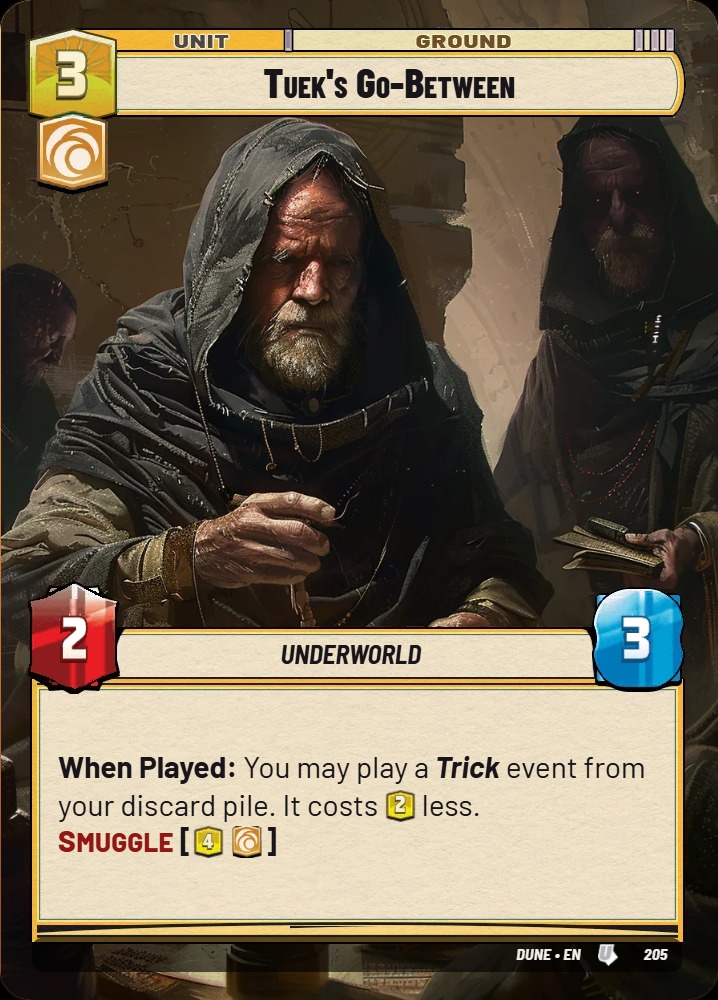 UNIT
GROUND
3
TUEK'S GO-BETWEEN
2
UNDERWORLD
3
When Played: You may play a Trick event from
your discard pile. It costs 2 less.
SMUGGLE [4 ]
DUNE • EN U 205